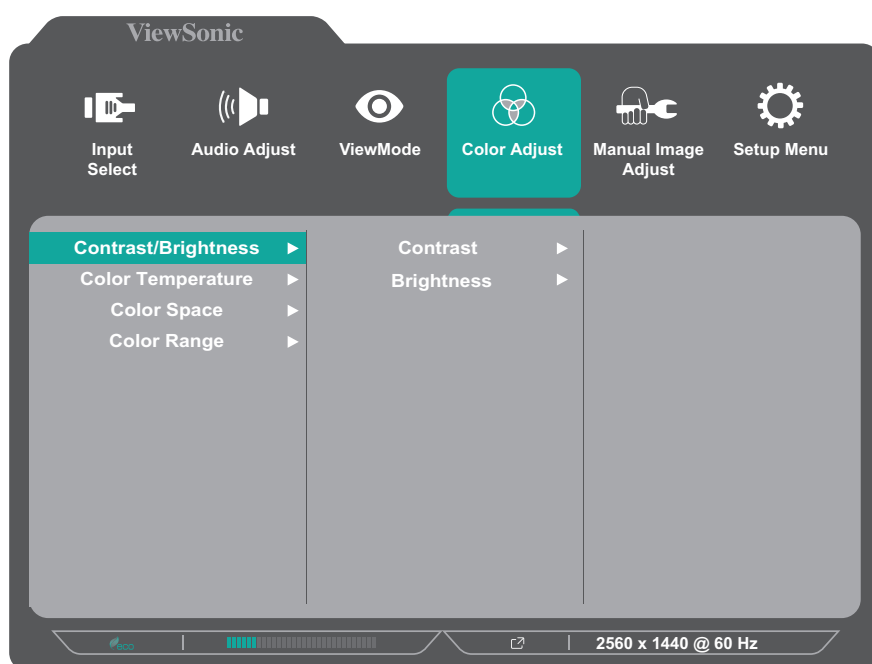 ViewSonic
Input
Select
Audio Adjust
ViewMode
Color Adjust
Manual Image
Adjust
Setup Menu
Contrast/Brightness
Color Temperature
Color Space
Color Range
Contrast
Brightness
eco
2560 x 1440 @ 60 Hz